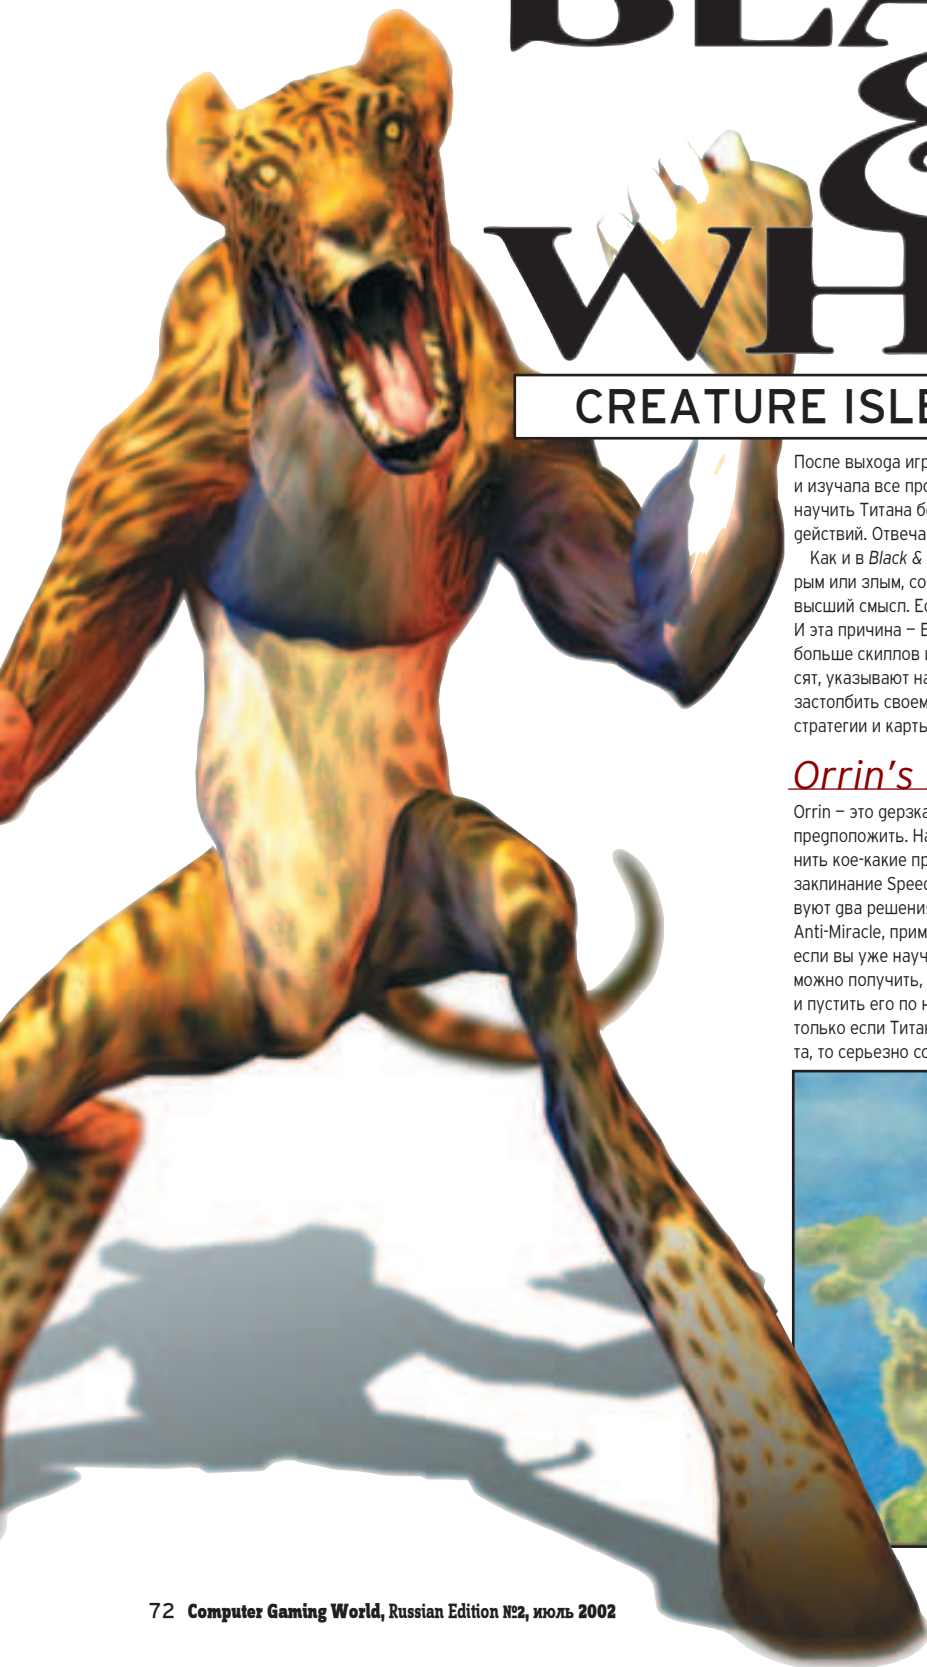 BLA
&
WH
CREATURE ISLE
После выхода игр
и изучала все про
научить Титана бо
действий. Отвеча
Как и в Black &
рым или злым, со
высший смысл. Ес
И эта причина – В
больше скиллов и
сят, указывают на
застолбить своем
стратегии и карты
Orrin's
Orrin – это дерзка
предположить. На
нить кое-какие пр
заклинание Speed
вуют два решения
Anti-Miracle, прим
если вы уже науч
можно получить,
и пустить его по н
только если Титан
та, то серьезно со
72 Computer Gaming World, Russian Edition №2, июль 2002